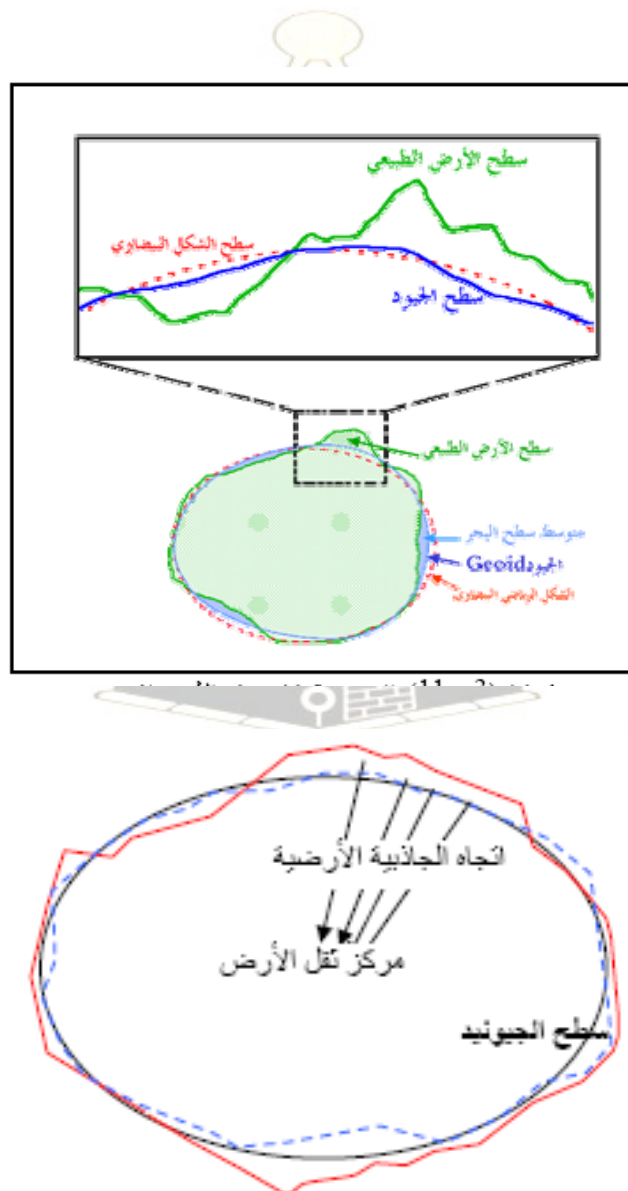 سطح الأرض الطبيعي
سطح الشكل البيضاوي
سطح الجيود
سطح الأرض الطبيعي
متوسط سطح البحر
الجيود Geoid
الشكل الرياضي البيضاوى
اتجاه الجاذبية الأرضية
مركز ثقل الأرض
سطح الجيوئيد